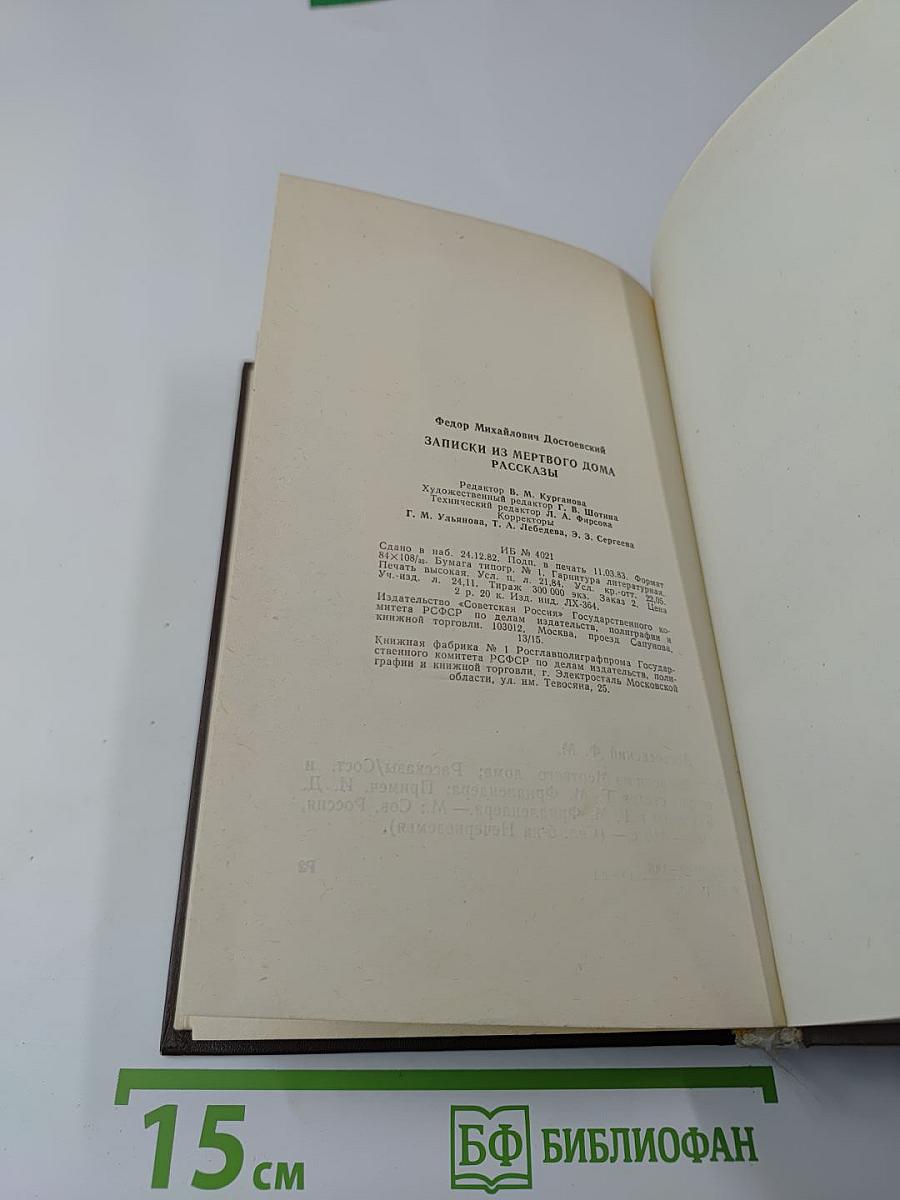 Федор Михайлович Достоевский
ЗАПИСКИ ИЗ МЕРТВОГО ДОМА
РАССКАЗЫ
Редактор В. М. Курганова
Художественный редактор Г. В. Шотина
Технический редактор Л. А. Фирсова
Корректоры
Г. М. Ульянова, Т. А. Лебедева, Э. З. Сергеева
ИБ № 4021
Сдано в наб. 24.12.82. Подп. в печать 11.03.83. Формат
84×108/32. Бумага типогр. № 1. Гарнитура литературная.
Печать высокая. Усл. п. л. 21,84. Усл. кр.-отт. 22,05.
Уч.-изд. л. 24,11. Тираж 300 000 экз. Заказ 2. Цена
2 р. 20 к. Изд. инд. ЛХ-364.
Издательство «Советская Россия» Государственного ко-
митета РСФСР по делам издательств, полиграфии и
книжной торговли. 103012, Москва, проезд Сапунова,
13/15.
Книжная фабрика № 1 Росглавполиграфпрома Государ-
ственного комитета РСФСР по делам издательств, поли-
графии и книжной торговли, г. Электросталь Московской
области, ул. им. Тевосяна, 25.
15 см
БФ БИБЛИОФАН